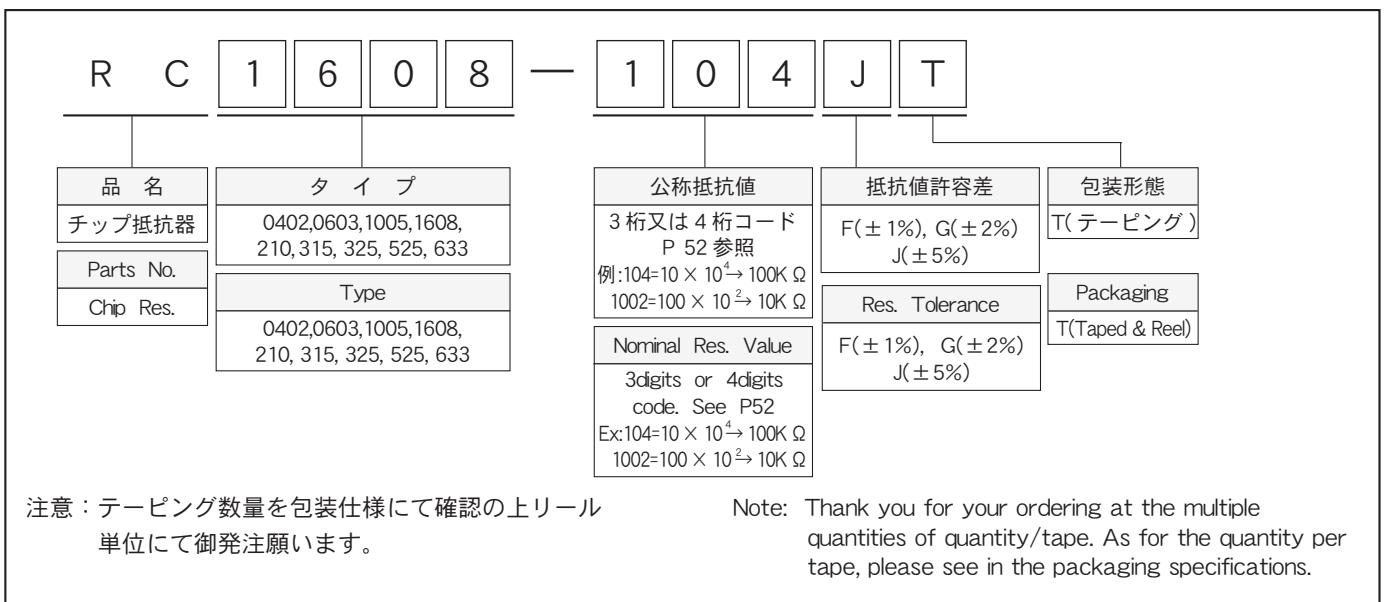 R C 1 6 0 8 — 1 0 4 J T
品 名
チップ抵抗器
Parts No.
Chip Res.
タ イ プ
0402,0603,1005,1608,
210, 315, 325, 525, 633
Type
0402,0603,1005,1608,
210, 315, 325, 525, 633
公称抵抗値
3 桁又は 4 桁コード
P 52 参照
例:104=10 × 10⁴→ 100K Ω
1002=100 × 10²→ 10K Ω
Nominal Res. Value
3digits or 4digits
code. See P52
Ex:104=10 × 10⁴→ 100K Ω
1002=100 × 10²→ 10K Ω
抵抗値許容差
F(± 1%), G(±2%)
J(±5%)
Res. Tolerance
F(± 1%), G(±2%)
J(±5%)
包装形態
T( テーピング )
Packaging
T(Taped & Reel)
注意：テーピング数量を包装仕様にて確認の上リール
単位にて御発注願います。
Note: Thank you for your ordering at the multiple
quantities of quantity/tape. As for the quantity per
tape, please see in the packaging specifications.